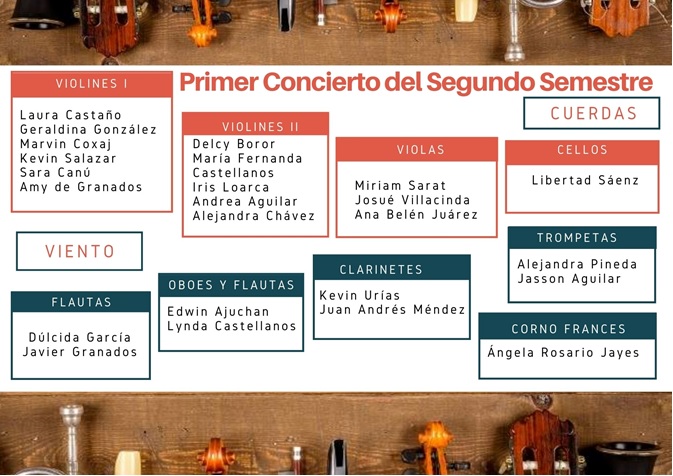 Primer Concierto del Segundo Semestre
CUERDAS
VIOLINES I
Laura Castaño
Geraldina González
Marvin Coxaj
Kevin Salazar
Sara Canú
Amy de Granados
VIOLINES II
Delcy Boror
María Fernanda
Castellanos
Iris Loarca
Andrea Aguilar
Alejandra Chávez
VIOLAS
Miriam Sarat
Josué Villacinda
Ana Belén Juárez
CELLOS
Libertad Sáenz
VIENTO
FLAUTAS
Dúlcida García
Javier Granados
OBOES Y FLAUTAS
Edwin Ajuchan
Lynda Castellanos
CLARINETES
Kevin Urías
Juan Andrés Méndez
TROMPETAS
Alejandra Pineda
Jasson Aguilar
CORNO FRANCES
Ángela Rosario Jayes